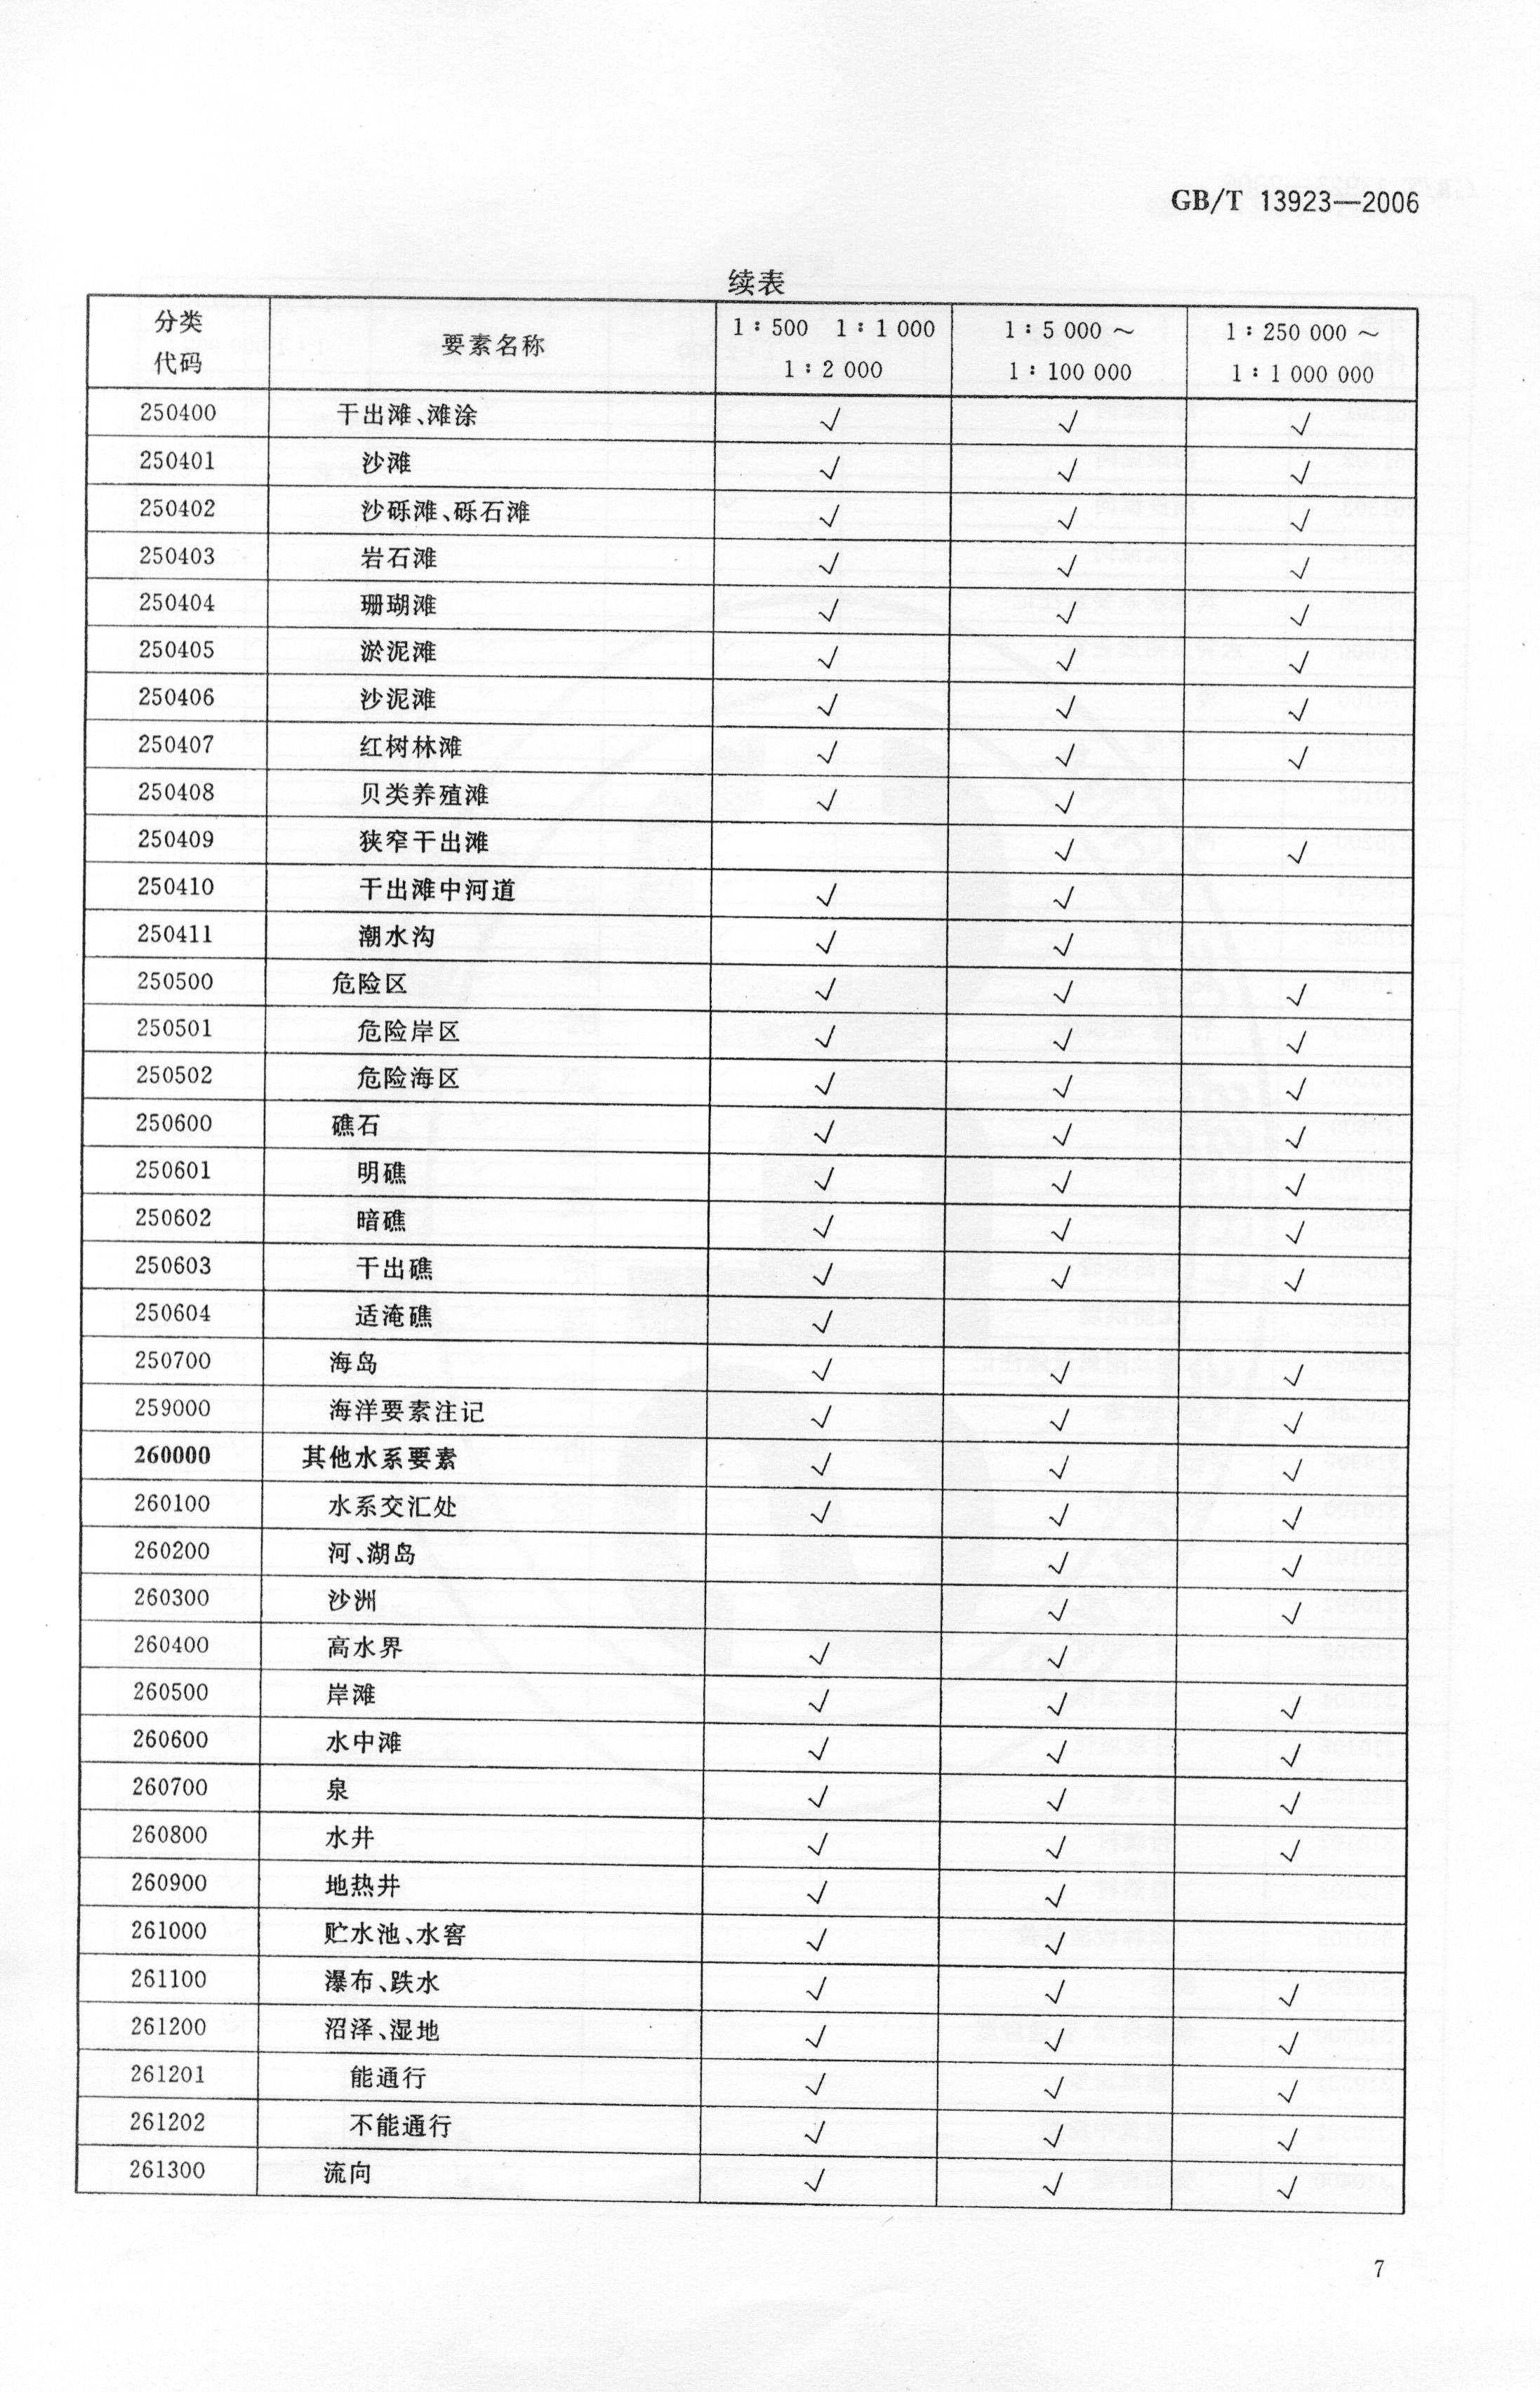 GB/T 13923—2006
续表
分类代码 要素名称 1:500 1:1 000 1:2 000 1:5 000～1:100 000 1:250 000～1:1 000 000
250400 干出滩、滩涂 √ √ √
250401 沙滩 √ √ √
250402 沙砾滩、砾石滩 √ √ √
250403 岩石滩 √ √ √
250404 珊瑚滩 √ √ √
250405 淤泥滩 √ √ √
250406 沙泥滩 √ √ √
250407 红树林滩 √ √ √
250408 贝类养殖滩 √ √
250409 狭窄干出滩 √ √
250410 干出滩中河道 √ √
250411 潮水沟 √ √
250500 危险区 √ √ √
250501 危险岸区 √ √ √
250502 危险海区 √ √ √
250600 礁石 √ √ √
250601 明礁 √ √ √
250602 暗礁 √ √ √
250603 干出礁 √ √ √
250604 适淹礁 √
250700 海岛 √ √ √
259000 海洋要素注记 √ √ √
260000 其他水系要素 √ √ √
260100 水系交汇处 √ √ √
260200 河、湖岛 √ √
260300 沙洲 √ √
260400 高水界 √ √
260500 岸滩 √ √ √
260600 水中滩 √ √ √
260700 泉 √ √ √
260800 水井 √ √ √
260900 地热井 √ √
261000 贮水池、水窖 √ √
261100 瀑布、跌水 √ √ √
261200 沼泽、湿地 √ √ √
261201 能通行 √ √ √
261202 不能通行 √ √ √
261300 流向 √ √ √
7